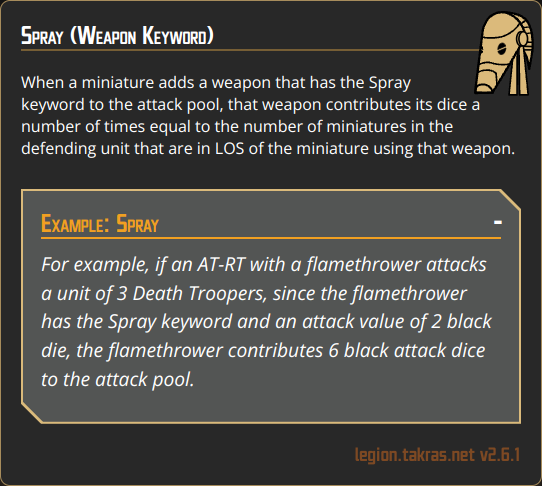 Spray (Weapon Keyword)
When a miniature adds a weapon that has the Spray
keyword to the attack pool, that weapon contributes its dice a
number of times equal to the number of miniatures in the
defending unit that are in LOS of the miniature using that weapon.
Example: Spray -
For example, if an AT-RT with a flamethrower attacks
a unit of 3 Death Troopers, since the flamethrower
has the Spray keyword and an attack value of 2 black
die, the flamethrower contributes 6 black attack dice
to the attack pool.
legion.takras.net v2.6.1